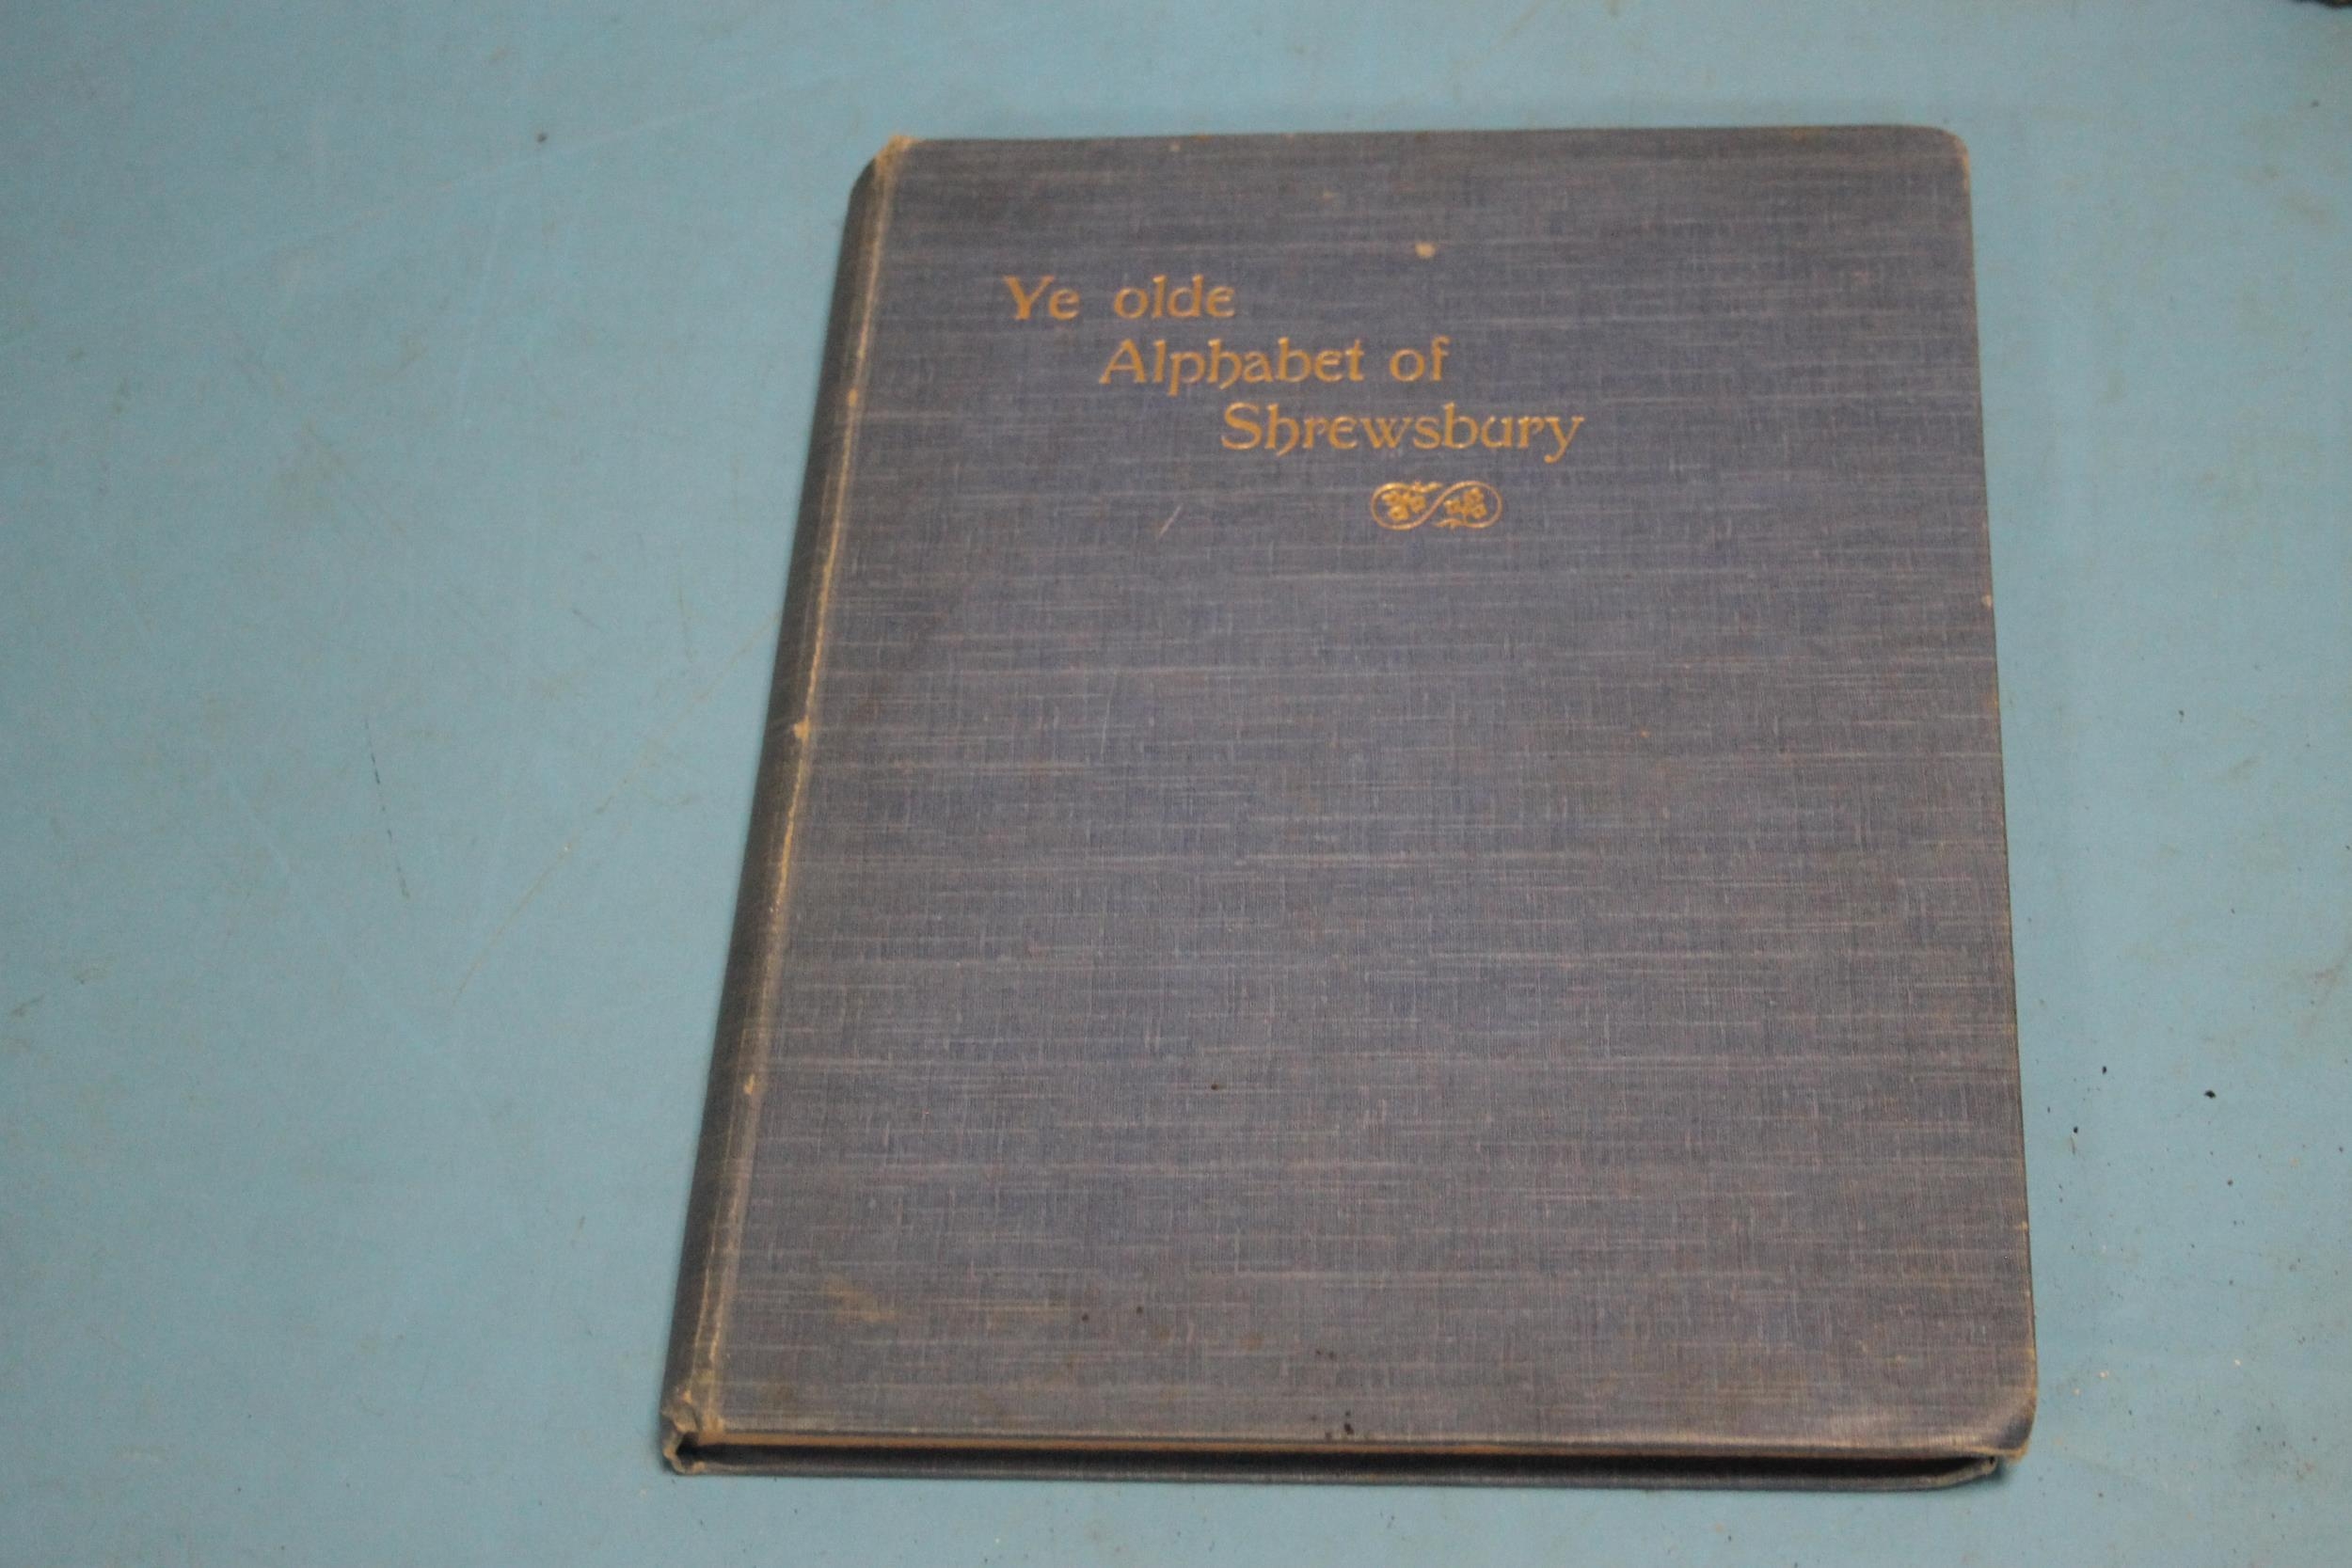 Ye olde
Alphabet of
Shrewsbury